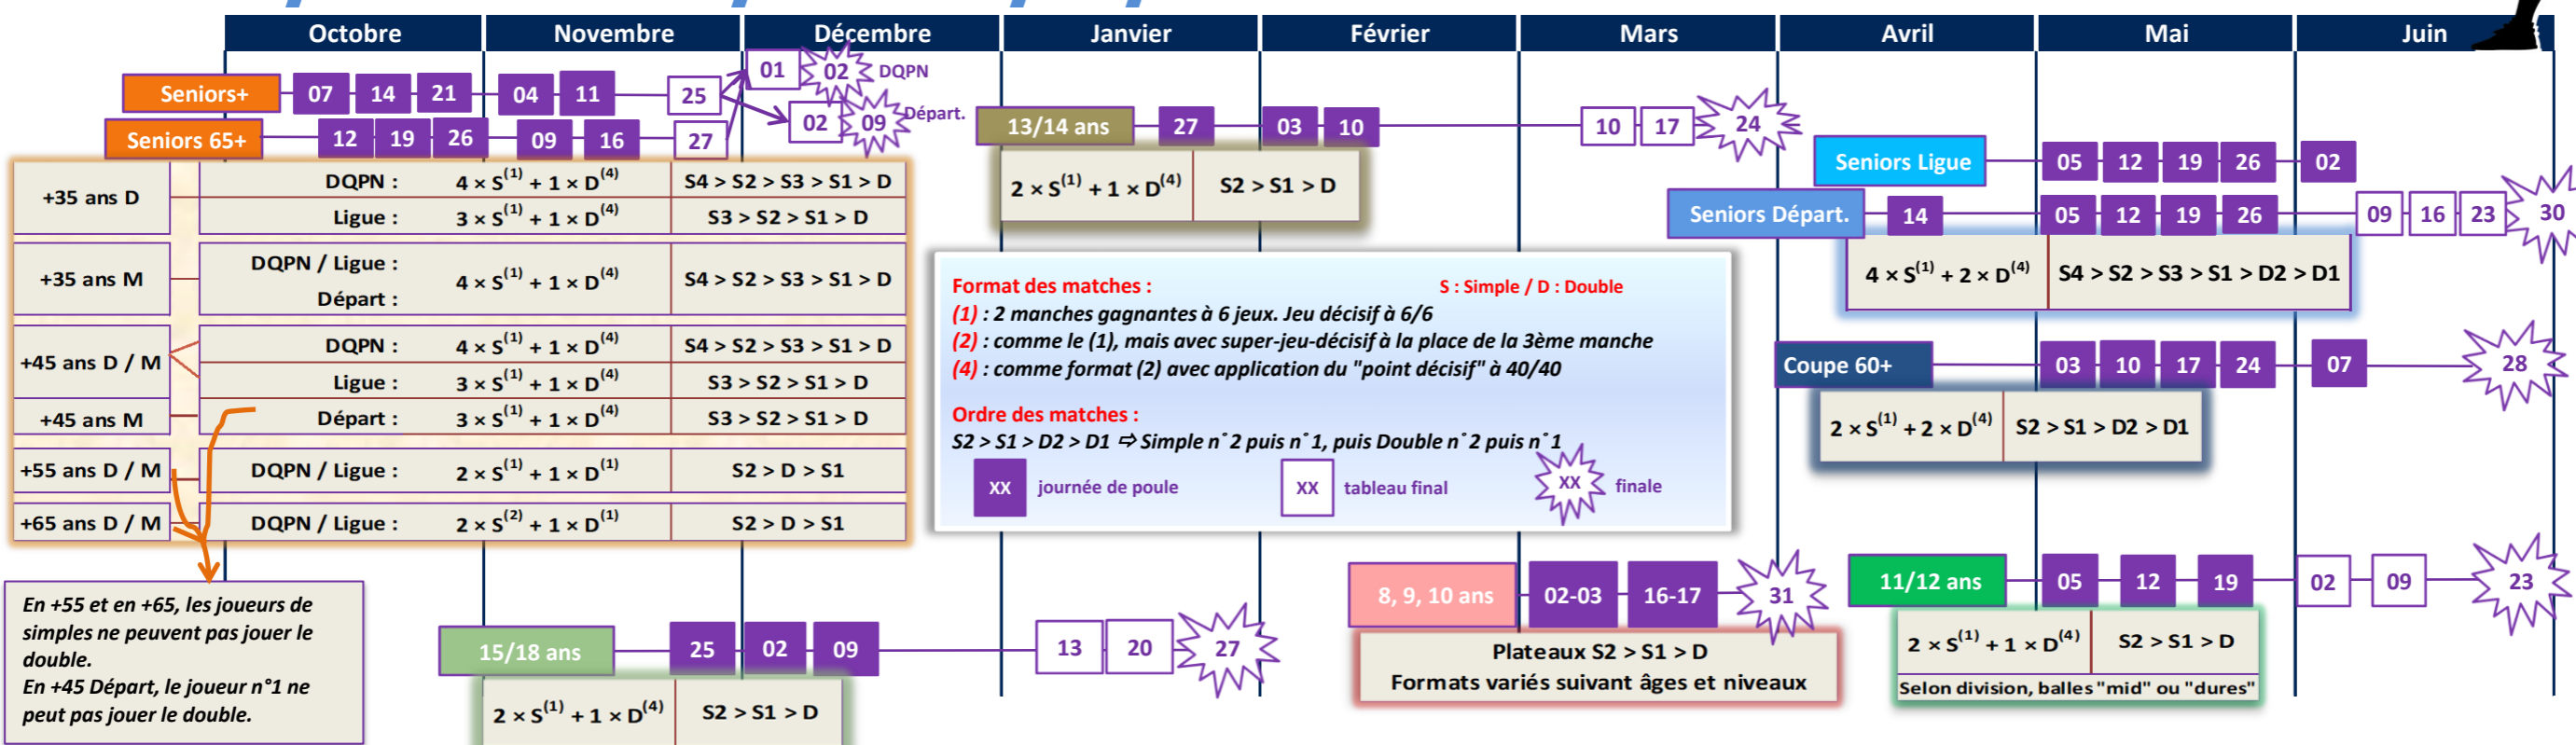 Octobre Novembre Décembre Janvier Février Mars Avril Mai Juin
Seniors+ 07 14 21 04 11 25 01 02 DQPN
02 09 Départ.
Seniors 65+ 12 19 26 09 16 27
+35 ans D DQPN : 4 × S(1) + 1 × D(4) S4 > S2 > S3 > S1 > D
Ligue : 3 × S(1) + 1 × D(4) S3 > S2 > S1 > D
+35 ans M DQPN / Ligue :
Départ : 4 × S(1) + 1 × D(4) S4 > S2 > S3 > S1 > D
+45 ans D / M DQPN : 4 × S(1) + 1 × D(4) S4 > S2 > S3 > S1 > D
Ligue : 3 × S(1) + 1 × D(4) S3 > S2 > S1 > D
+45 ans M Départ : 3 × S(1) + 1 × D(4) S3 > S2 > S1 > D
+55 ans D / M DQPN / Ligue : 2 × S(1) + 1 × D(1) S2 > D > S1
+65 ans D / M DQPN / Ligue : 2 × S(2) + 1 × D(1) S2 > D > S1
En +55 et en +65, les joueurs de
simples ne peuvent pas jouer le
double.
En +45 Départ, le joueur n°1 ne
peut pas jouer le double.
15/18 ans 25 02 09 13 20 27
2 × S(1) + 1 × D(4) S2 > S1 > D
13/14 ans 27 03 10 10 17 24
2 × S(1) + 1 × D(4) S2 > S1 > D
Format des matches : S : Simple / D : Double
(1) : 2 manches gagnantes à 6 jeux. Jeu décisif à 6/6
(2) : comme le (1), mais avec super-jeu-décisif à la place de la 3ème manche
(4) : comme format (2) avec application du "point décisif" à 40/40
Ordre des matches :
S2 > S1 > D2 > D1 ⇨ Simple n°2 puis n°1, puis Double n°2 puis n°1
XX journée de poule XX tableau final XX finale
Seniors Ligue 05 12 19 26 02
Seniors Départ. 14 05 12 19 26 09 16 23 30
4 × S(1) + 2 × D(4) S4 > S2 > S3 > S1 > D2 > D1
Coupe 60+ 03 10 17 24 07 28
2 × S(1) + 2 × D(4) S2 > S1 > D2 > D1
8, 9, 10 ans 02-03 16-17 31
Plateaux S2 > S1 > D
Formats variés suivant âges et niveaux
11/12 ans 05 12 19 02 09 23
2 × S(1) + 1 × D(4) S2 > S1 > D
Selon division, balles "mid" ou "dures"